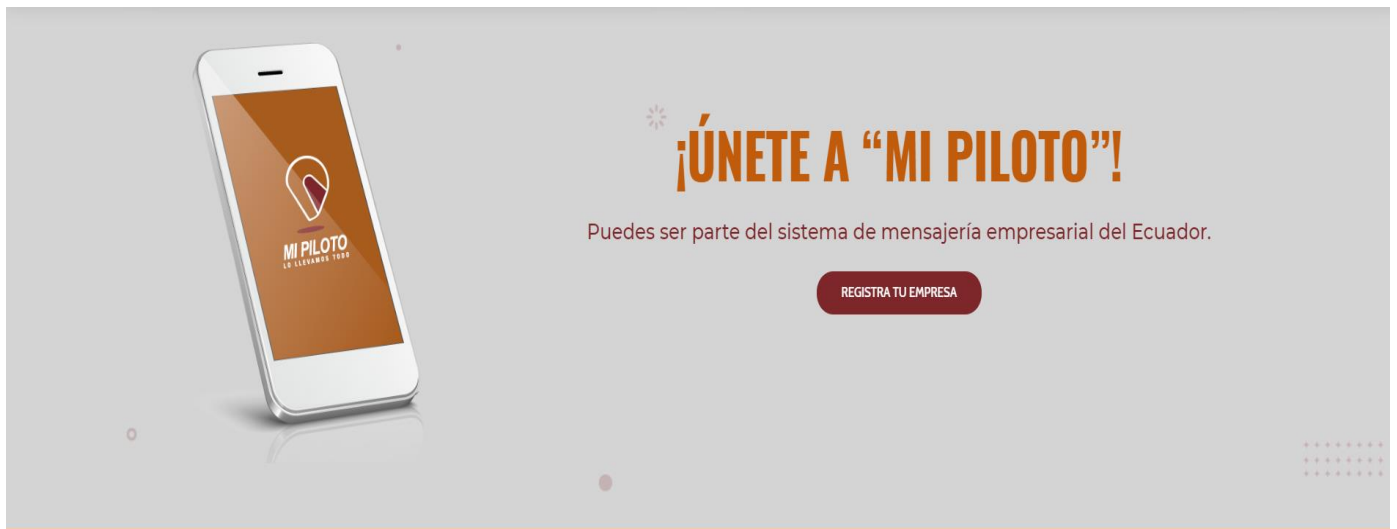 ¡ÚNETE A “MI PILOTO”!
Puedes ser parte del sistema de mensajería empresarial del Ecuador.
REGISTRA TU EMPRESA
MI PILOTO
LO LLEVAMOS TODO